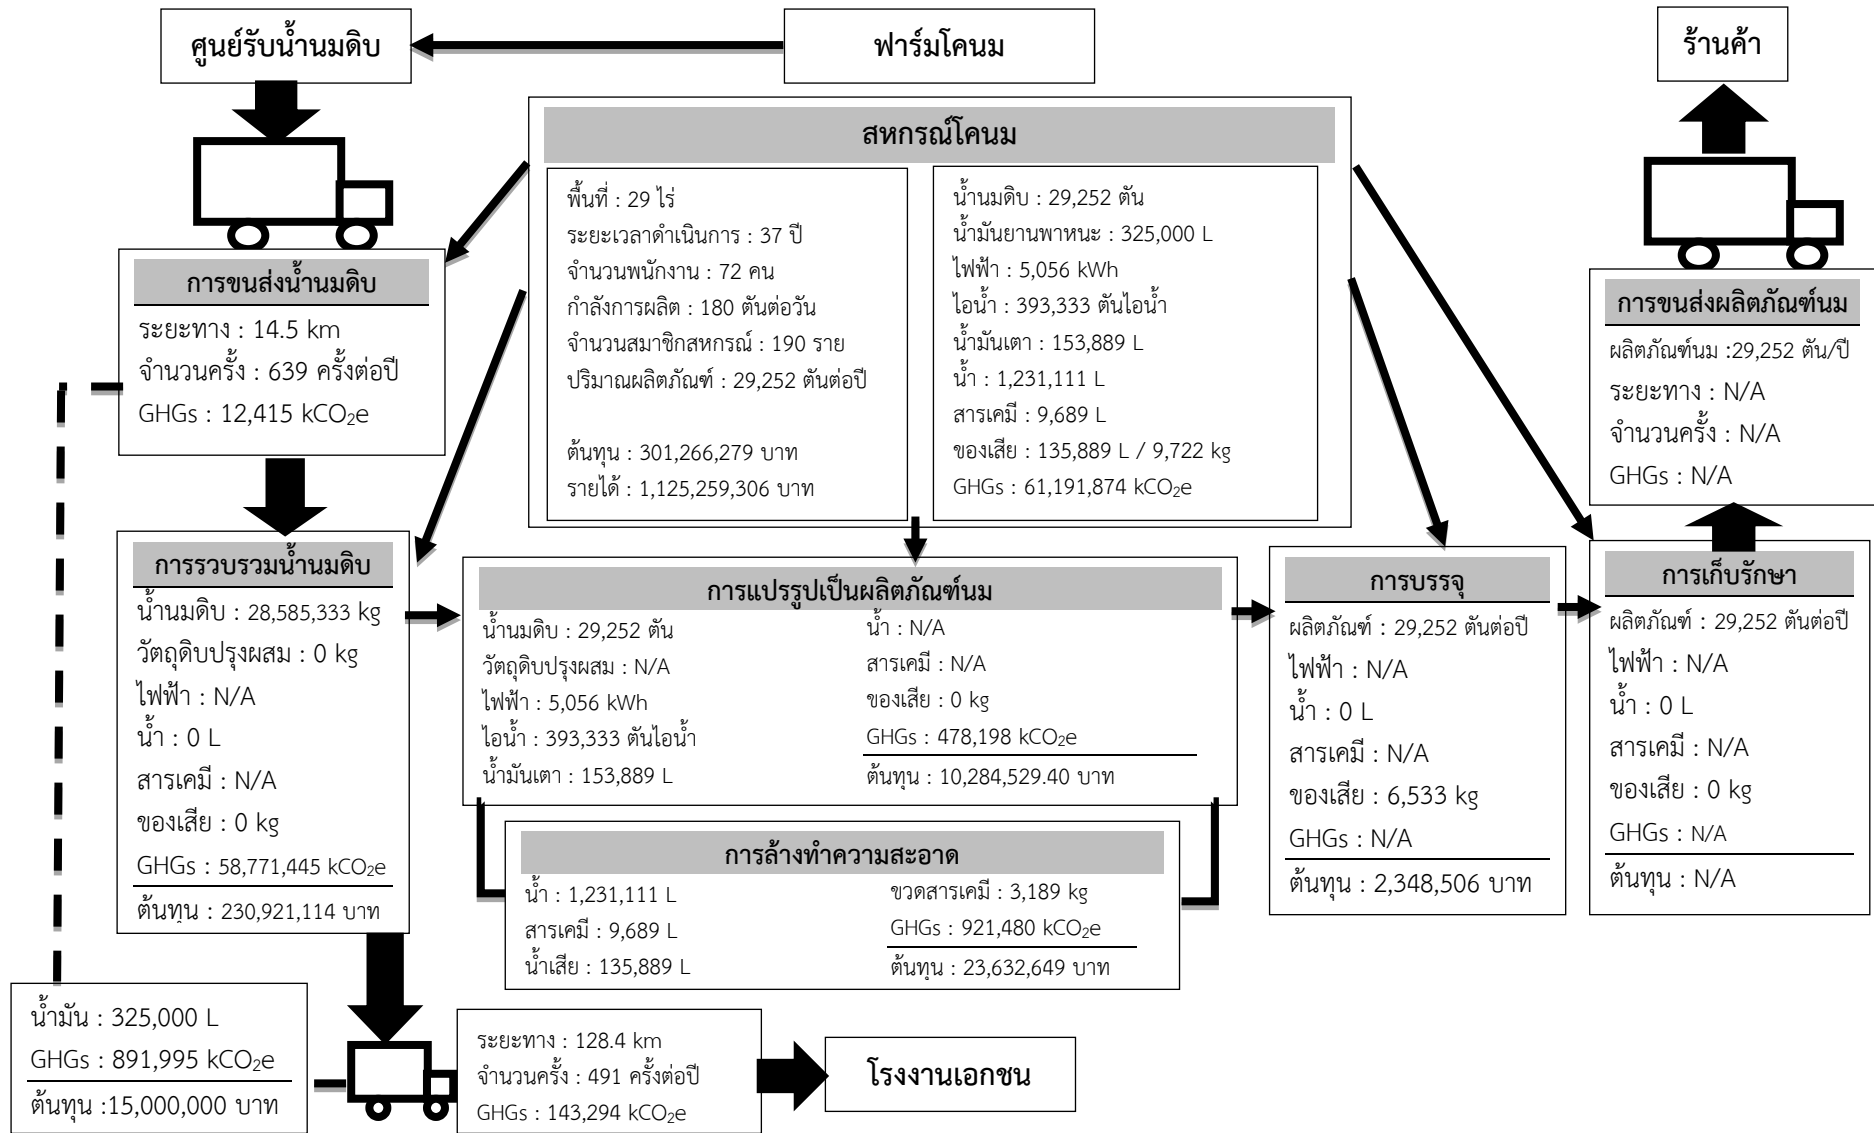 ศูนย์รับน้ำนมดิบ
ฟาร์มโคนม
ร้านค้า
สหกรณ์โคนม
พื้นที่ : 29 ไร่
ระยะเวลาดำเนินการ : 37 ปี
จำนวนพนักงาน : 72 คน
กำลังการผลิต : 180 ตันต่อวัน
จำนวนสมาชิกสหกรณ์ : 190 ราย
ปริมาณผลิตภัณฑ์ : 29,252 ตันต่อปี
ต้นทุน : 301,266,279 บาท
รายได้ : 1,125,259,306 บาท
น้ำนมดิบ : 29,252 ตัน
น้ำมันยานพาหนะ : 325,000 L
ไฟฟ้า : 5,056 kWh
ไอน้ำ : 393,333 ตันไอน้ำ
น้ำมันเตา : 153,889 L
น้ำ : 1,231,111 L
สารเคมี : 9,689 L
ของเสีย : 135,889 L / 9,722 kg
GHGs : 61,191,874 kCO₂e
การขนส่งน้ำนมดิบ
ระยะทาง : 14.5 km
จำนวนครั้ง : 639 ครั้งต่อปี
GHGs : 12,415 kCO₂e
การขนส่งผลิตภัณฑ์นม
ผลิตภัณฑ์นม :29,252 ตัน/ปี
ระยะทาง : N/A
จำนวนครั้ง : N/A
GHGs : N/A
การรวบรวมน้ำนมดิบ
น้ำนมดิบ : 28,585,333 kg
วัตถุดิบปรุงผสม : 0 kg
ไฟฟ้า : N/A
น้ำ : 0 L
สารเคมี : N/A
ของเสีย : 0 kg
GHGs : 58,771,445 kCO₂e
ต้นทุน : 230,921,114 บาท
การแปรรูปเป็นผลิตภัณฑ์นม
น้ำนมดิบ : 29,252 ตัน
วัตถุดิบปรุงผสม : N/A
ไฟฟ้า : 5,056 kWh
ไอน้ำ : 393,333 ตันไอน้ำ
น้ำมันเตา : 153,889 L
น้ำ : N/A
สารเคมี : N/A
ของเสีย : 0 kg
GHGs : 478,198 kCO₂e
ต้นทุน : 10,284,529.40 บาท
การบรรจุ
ผลิตภัณฑ์ : 29,252 ตันต่อปี
ไฟฟ้า : N/A
น้ำ : 0 L
สารเคมี : N/A
ของเสีย : 6,533 kg
GHGs : N/A
ต้นทุน : 2,348,506 บาท
การเก็บรักษา
ผลิตภัณฑ์ : 29,252 ตันต่อปี
ไฟฟ้า : N/A
น้ำ : 0 L
สารเคมี : N/A
ของเสีย : 0 kg
GHGs : N/A
ต้นทุน : N/A
การล้างทำความสะอาด
น้ำ : 1,231,111 L
สารเคมี : 9,689 L
น้ำเสีย : 135,889 L
ขวดสารเคมี : 3,189 kg
GHGs : 921,480 kCO₂e
ต้นทุน : 23,632,649 บาท
น้ำมัน : 325,000 L
GHGs : 891,995 kCO₂e
ต้นทุน :15,000,000 บาท
ระยะทาง : 128.4 km
จำนวนครั้ง : 491 ครั้งต่อปี
GHGs : 143,294 kCO₂e
โรงงานเอกชน